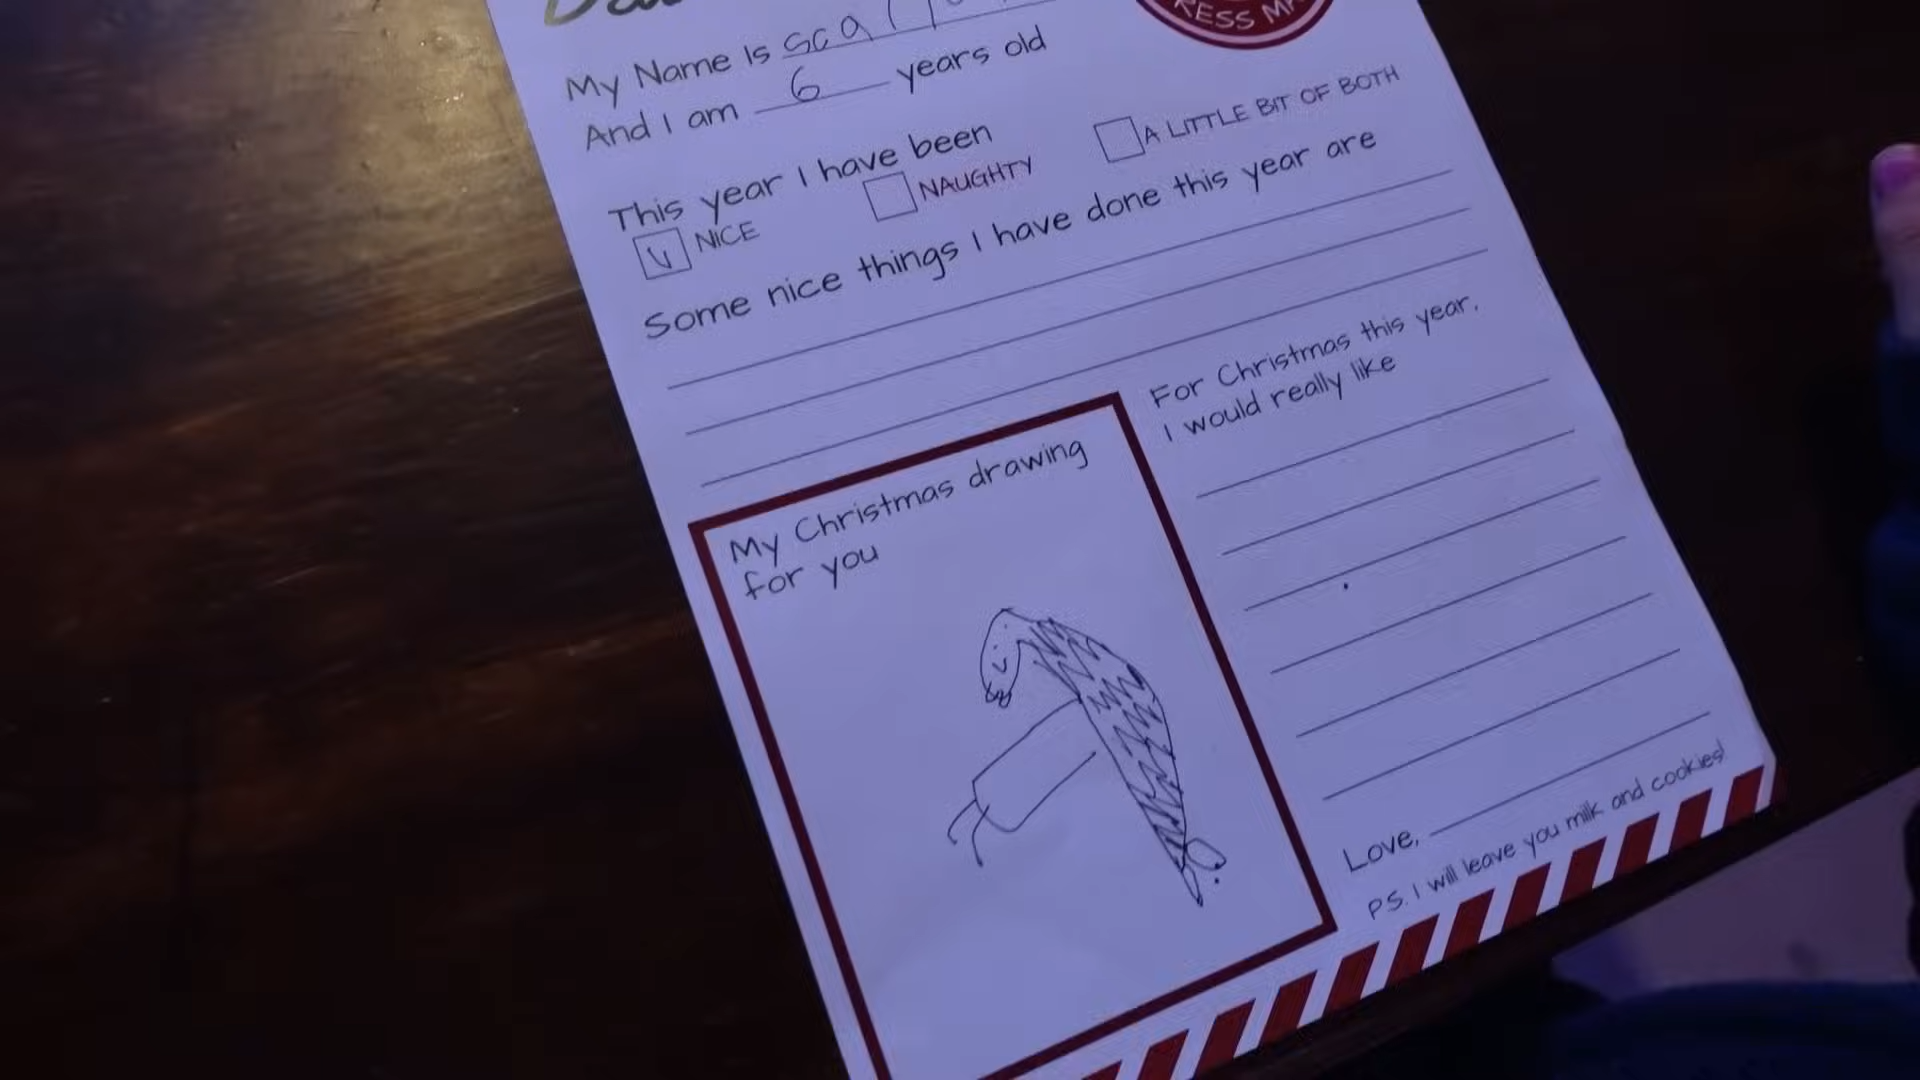 My Name Is
And I am 6 years old
This year I have been
NICE NAUGHTY A LITTLE BIT OF BOTH
Some nice things I have done this year are
For Christmas this year,
I would really like
My Christmas drawing
for you
Love,
P.S. I will leave you milk and cookies!